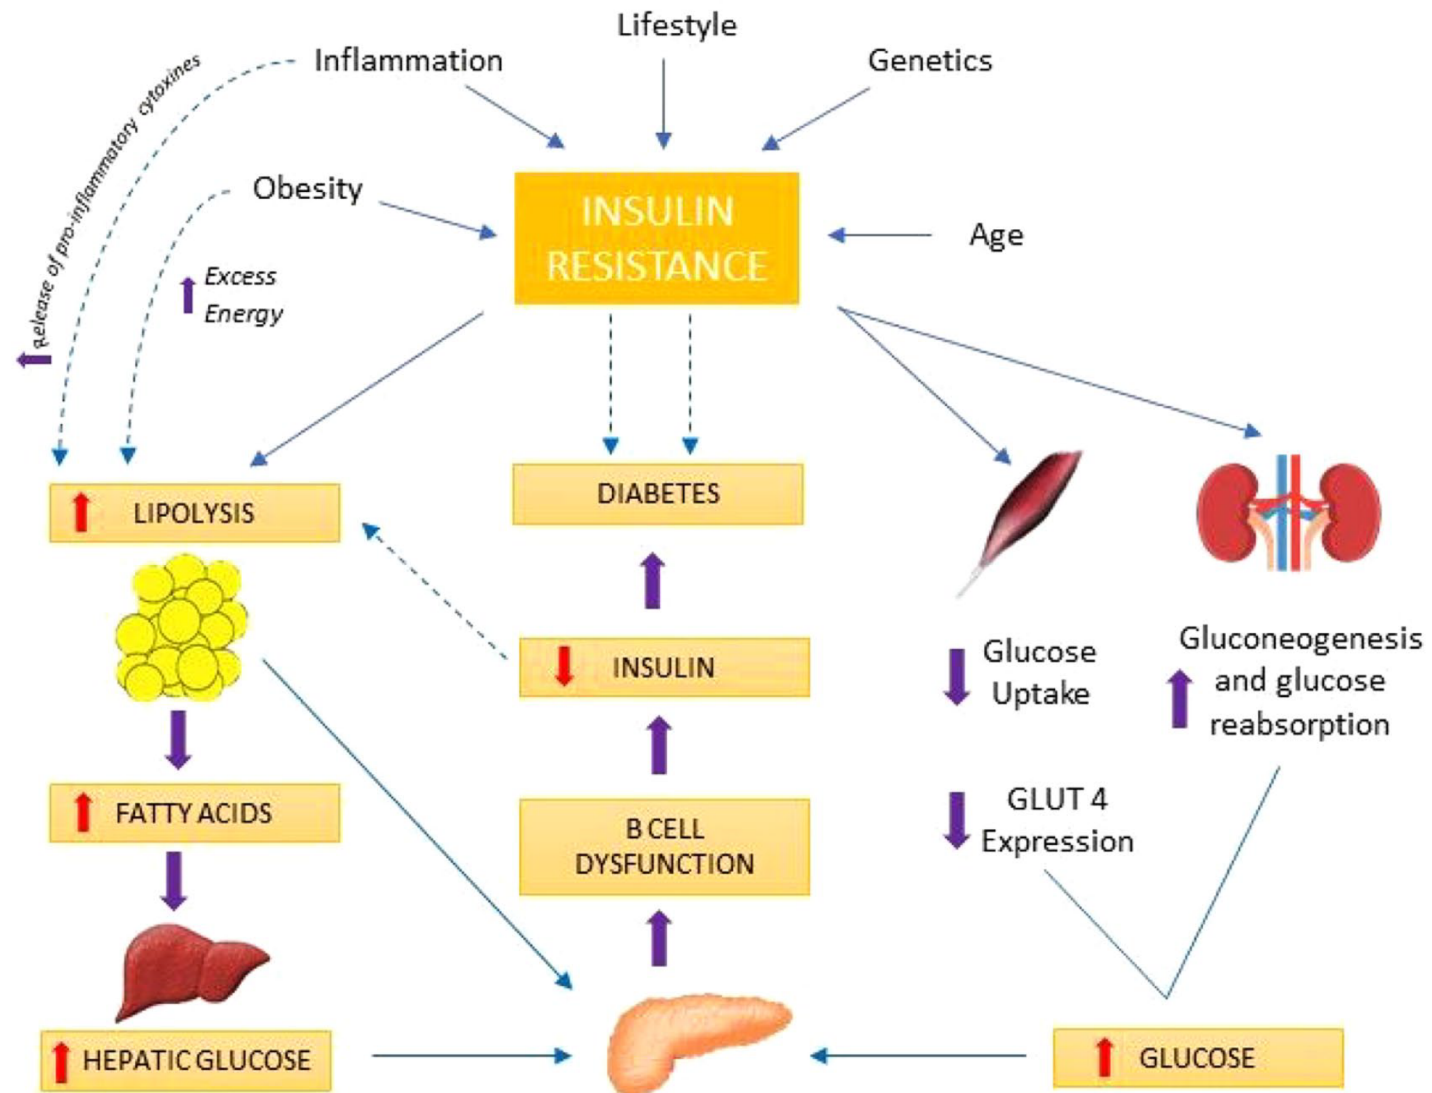 Lifestyle
Inflammation
Genetics
Release of pro-inflammatory cytoxines
Obesity
INSULIN
RESISTANCE
Age
Excess
Energy
LIPOLYSIS
DIABETES
INSULIN
Glucose
Uptake
Gluconeogenesis
and glucose
reabsorption
FATTY ACIDS
B CELL
DYSFUNCTION
GLUT 4
Expression
HEPATIC GLUCOSE
GLUCOSE